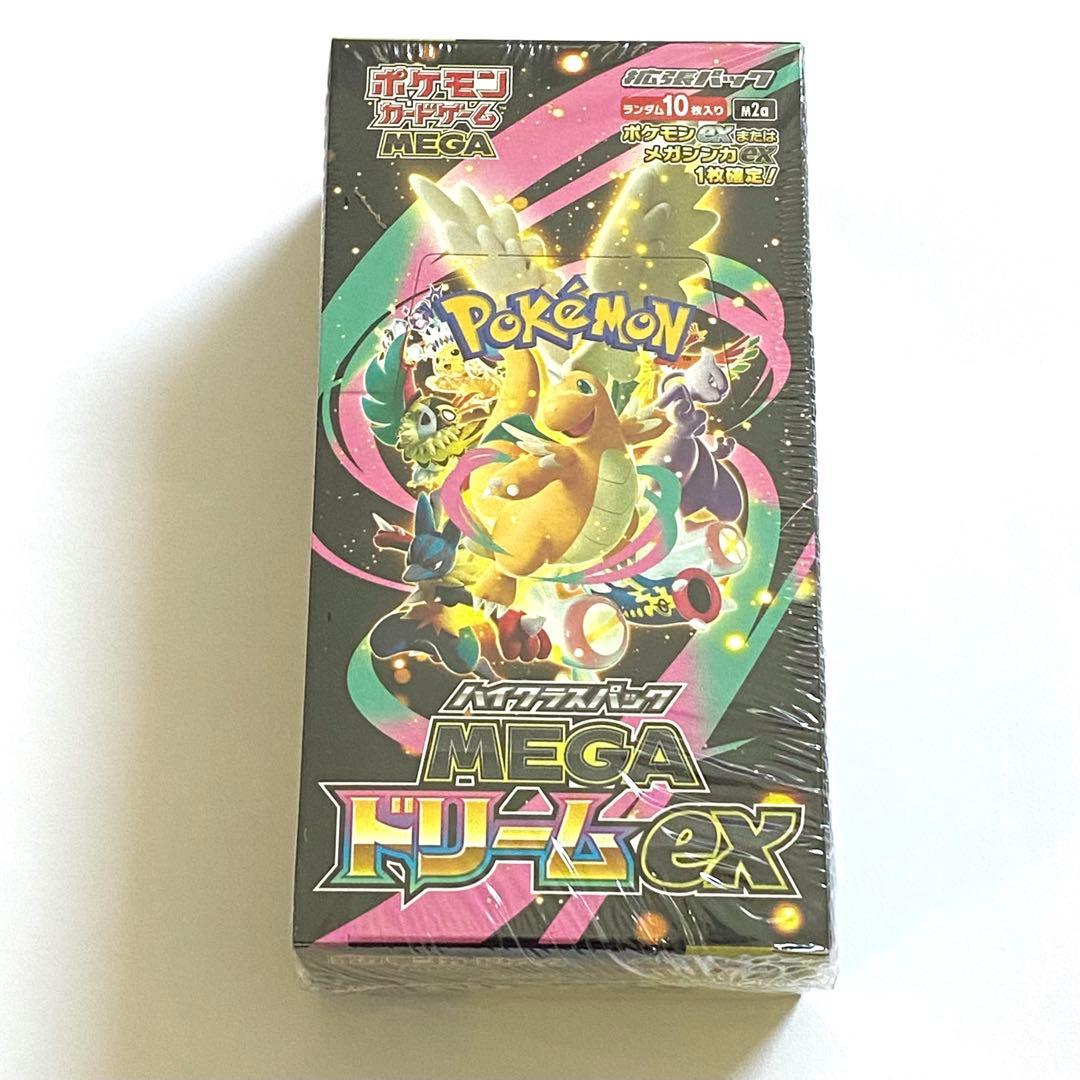 ポケモン
カードゲーム
MEGA
拡張パック
ランダム10枚入り
M2a
ポケモンexまたは
メガシンカex
1枚確定!
POKéMON
ハイクラスパック
MEGA
ドリームex